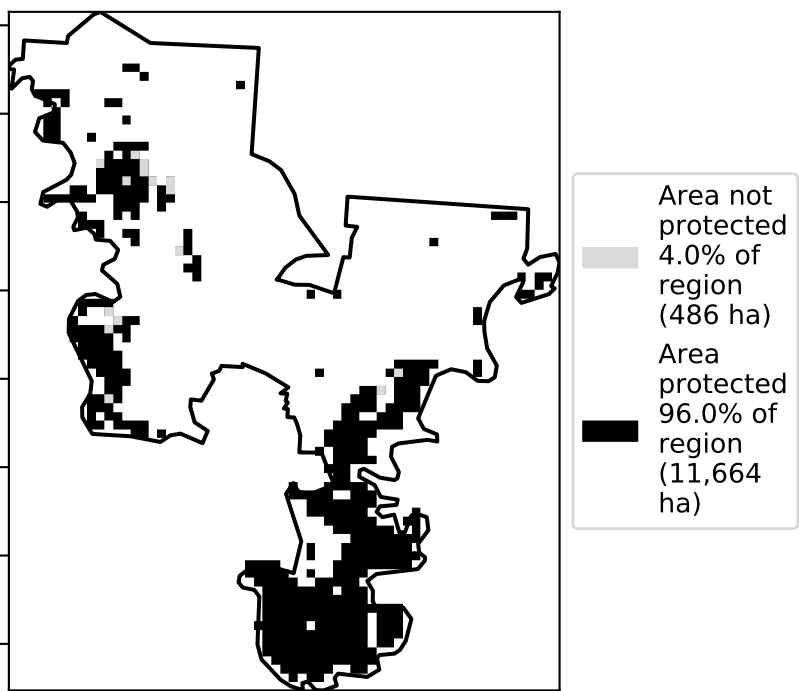 Area not
protected
4.0% of
region
(486 ha)
Area
protected
96.0% of
region
(11,664
ha)